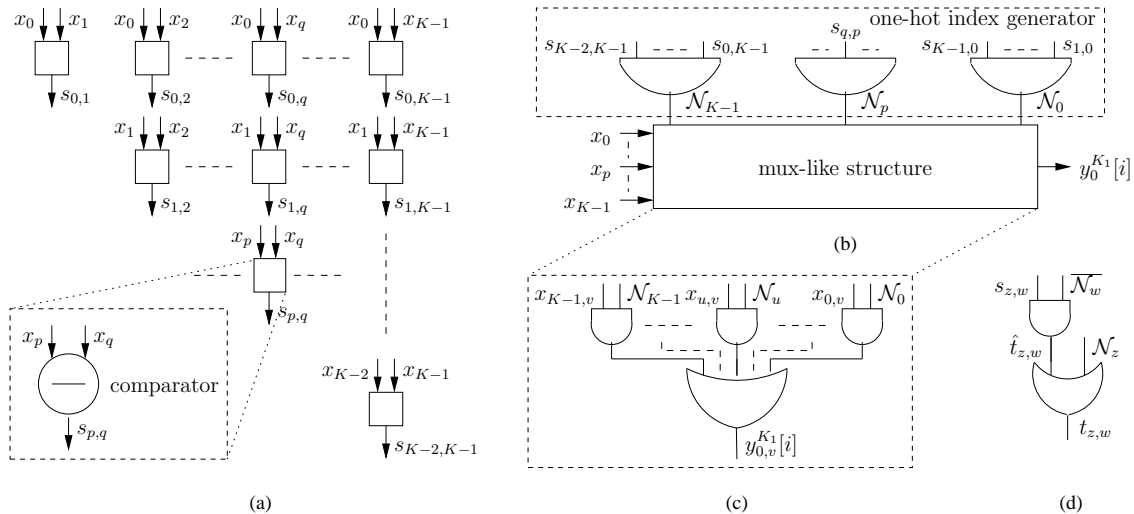 x_0 x_1 x_0 x_2 x_0 x_q x_0 x_{K-1}
s_{0,1} s_{0,2} s_{0,q} s_{0,K-1}
x_1 x_2 x_1 x_q x_1 x_{K-1}
s_{1,2} s_{1,q} s_{1,K-1}
x_p x_q
s_{p,q}
x_p x_q
comparator
s_{p,q}
x_{K-2} x_{K-1}
s_{K-2,K-1}
(a)
one-hot index generator
s_{K-2,K-1} s_{0,K-1} s_{q,p} s_{K-1,0} s_{1,0}
𝒩_{K-1} 𝒩_p 𝒩_0
x_0
x_p
x_{K-1}
mux-like structure
y_0^{K_1}[i]
(b)
x_{K-1,v} 𝒩_{K-1} x_{u,v} 𝒩_u x_{0,v} 𝒩_0
y_{0,v}^{K_1}[i]
(c)
s_{z,w} \overline{𝒩_w}
\hat{t}_{z,w} 𝒩_z
t_{z,w}
(d)